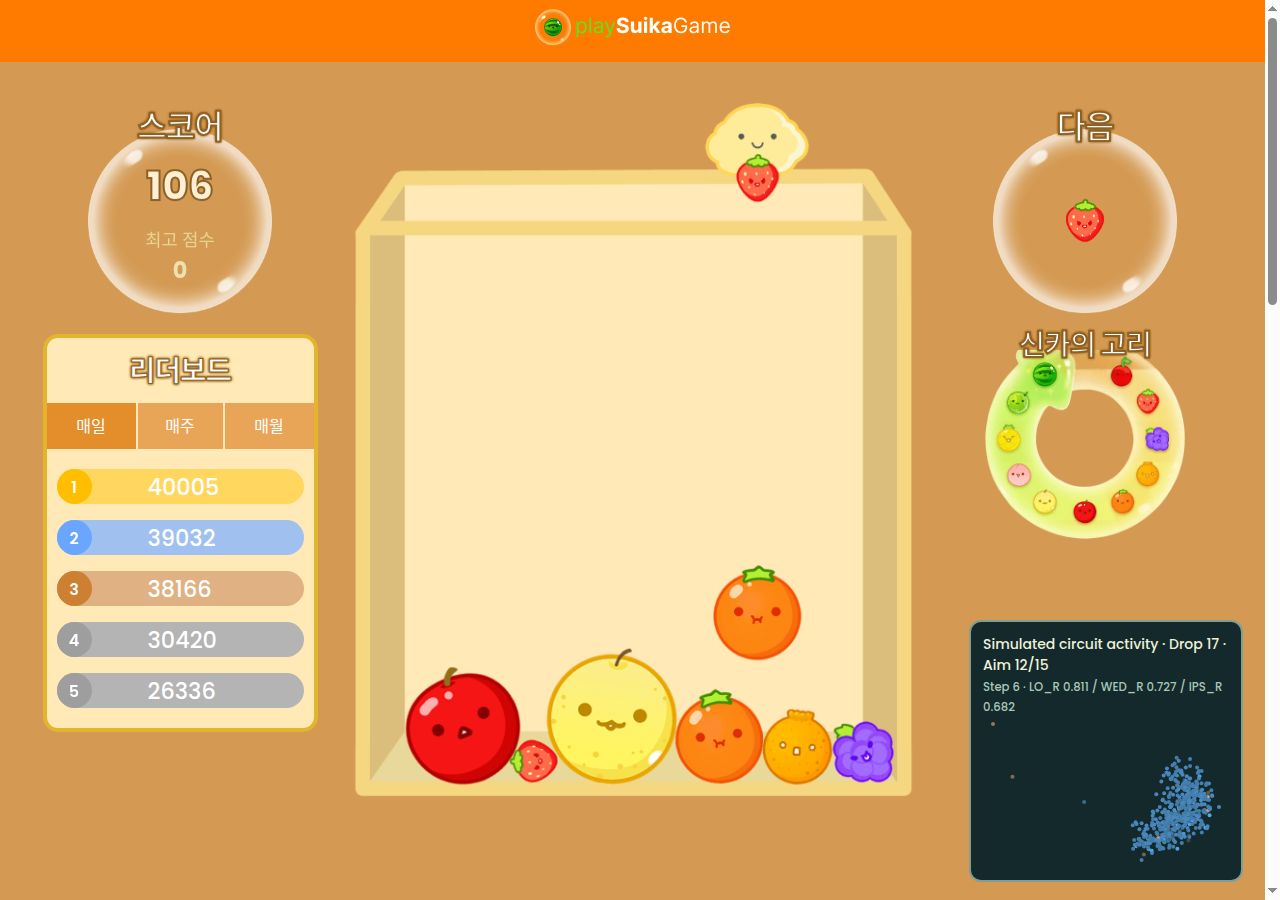 playSuikaGame
스코어
106
최고 점수
0
리더보드
매일 매주 매월
1 40005
2 39032
3 38166
4 30420
5 26336
다음
신카의 고리
Simulated circuit activity · Drop 17 ·
Aim 12/15
Step 6 · LO_R 0.811 / WED_R 0.727 / IPS_R
0.682